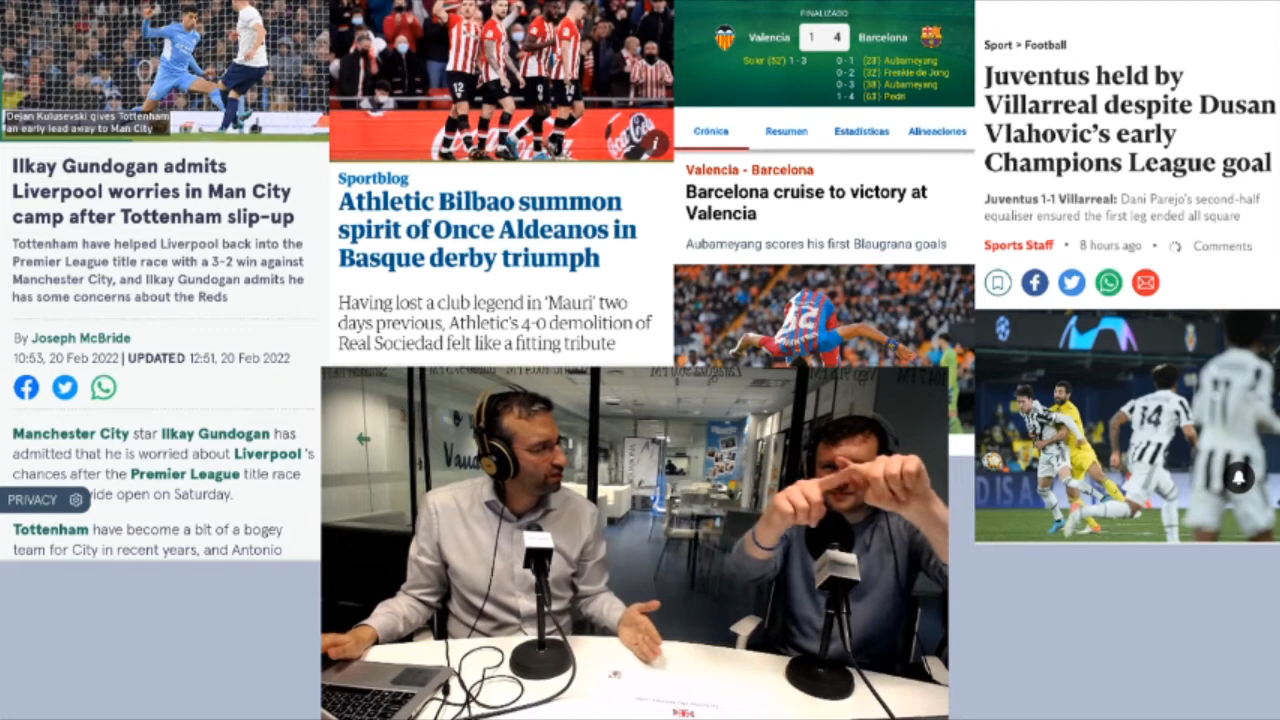 Dejan Kulusevski gives Tottenham
an early lead away to Man City
Ilkay Gundogan admits
Liverpool worries in Man City
camp after Tottenham slip-up
Tottenham have helped Liverpool back into the
Premier League title race with a 3-2 win against
Manchester City, and Ilkay Gundogan admits he
has some concerns about the Reds
By Joseph McBride
10:53, 20 Feb 2022 | UPDATED 12:51, 20 Feb 2022
Manchester City star Ilkay Gundogan has
admitted that he is worried about Liverpool 's
chances after the Premier League title race
wide open on Saturday.
PRIVACY
Tottenham have become a bit of a bogey
team for City in recent years, and Antonio
12
9
14
Coca-Cola
Sportblog
Athletic Bilbao summon
spirit of Once Aldeanos in
Basque derby triumph
Having lost a club legend in 'Mauri' two
days previous, Athletic's 4-0 demolition of
Real Sociedad felt like a fitting tribute
FINALIZADO
Valencia 1 4 Barcelona
Soler (52') 1 - 3
0 - 1 (23') Aubameyang
0 - 2 (32') Frenkie de Jong
0 - 3 (38') Aubameyang
1 - 4 (63') Pedri
Crónica Resumen Estadísticas Alineaciones
Valencia - Barcelona
Barcelona cruise to victory at
Valencia
Aubameyang scores his first Blaugrana goals
Sport > Football
Juventus held by
Villarreal despite Dusan
Vlahovic's early
Champions League goal
Juventus 1-1 Villarreal: Dani Parejo's second-half
equaliser ensured the first leg ended all square
Sports Staff • 8 hours ago • Comments
14
11